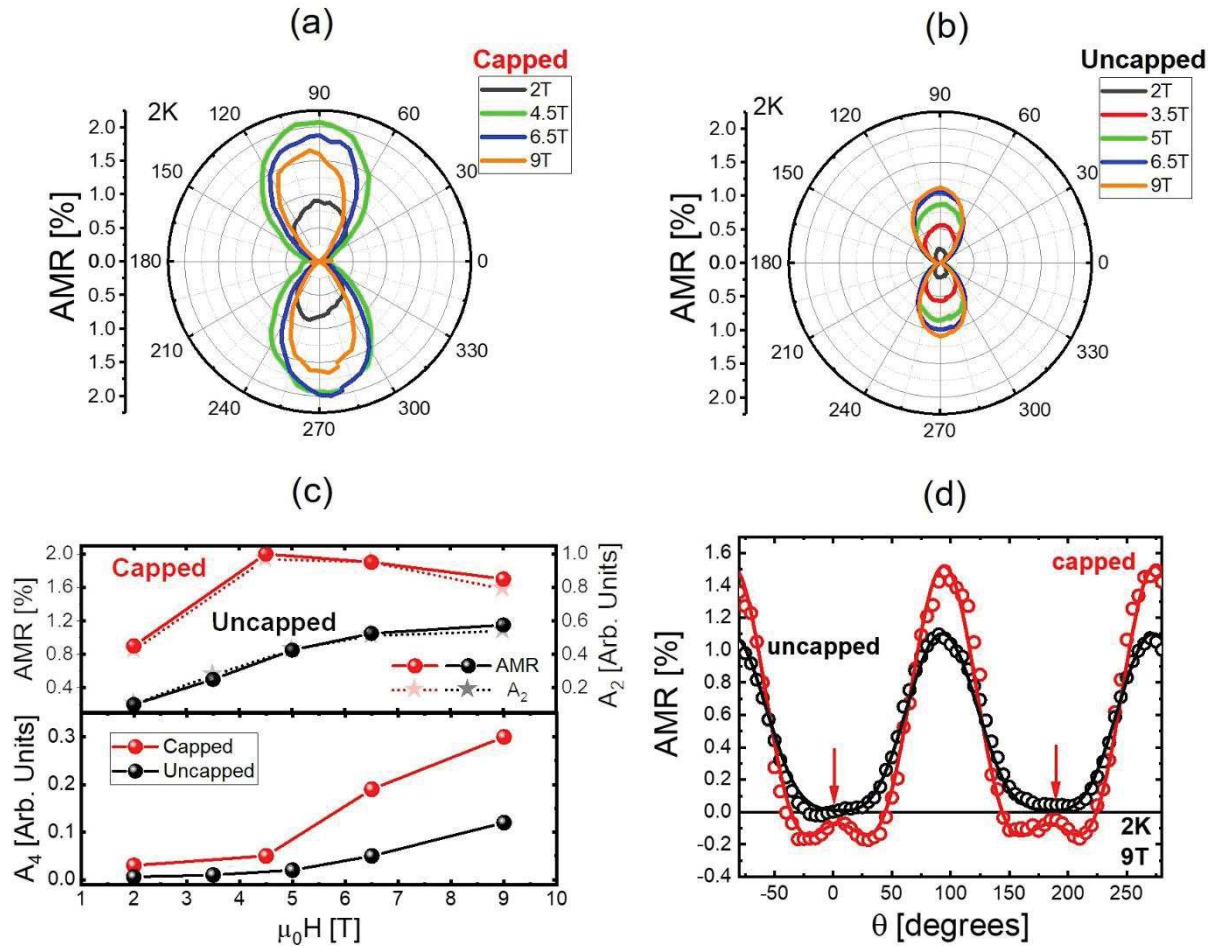 (a)
Capped
2T
4.5T
6.5T
9T
2K
90
60
30
0
330
300
270
240
210
180
150
120
AMR [%]
2.0
1.5
1.0
0.5
0.0
0.5
1.0
1.5
2.0
(b)
Uncapped
2T
3.5T
5T
6.5T
9T
2K
90
60
30
0
330
300
270
240
210
180
150
120
AMR [%]
2.0
1.5
1.0
0.5
0.0
0.5
1.0
1.5
2.0
(c)
AMR [%]
2.0
1.6
1.2
0.8
0.4
Capped
Uncapped
AMR
A₂
1.0
0.8
0.6
0.4
0.2
A₂ [Arb. Units]
A₄ [Arb. Units]
0.3
0.2
0.1
0.0
Capped
Uncapped
1 2 3 4 5 6 7 8 9 10
μ₀H [T]
(d)
AMR [%]
1.6
1.4
1.2
1.0
0.8
0.6
0.4
0.2
0.0
-0.2
-0.4
capped
uncapped
2K
9T
-50 0 50 100 150 200 250
θ [degrees]